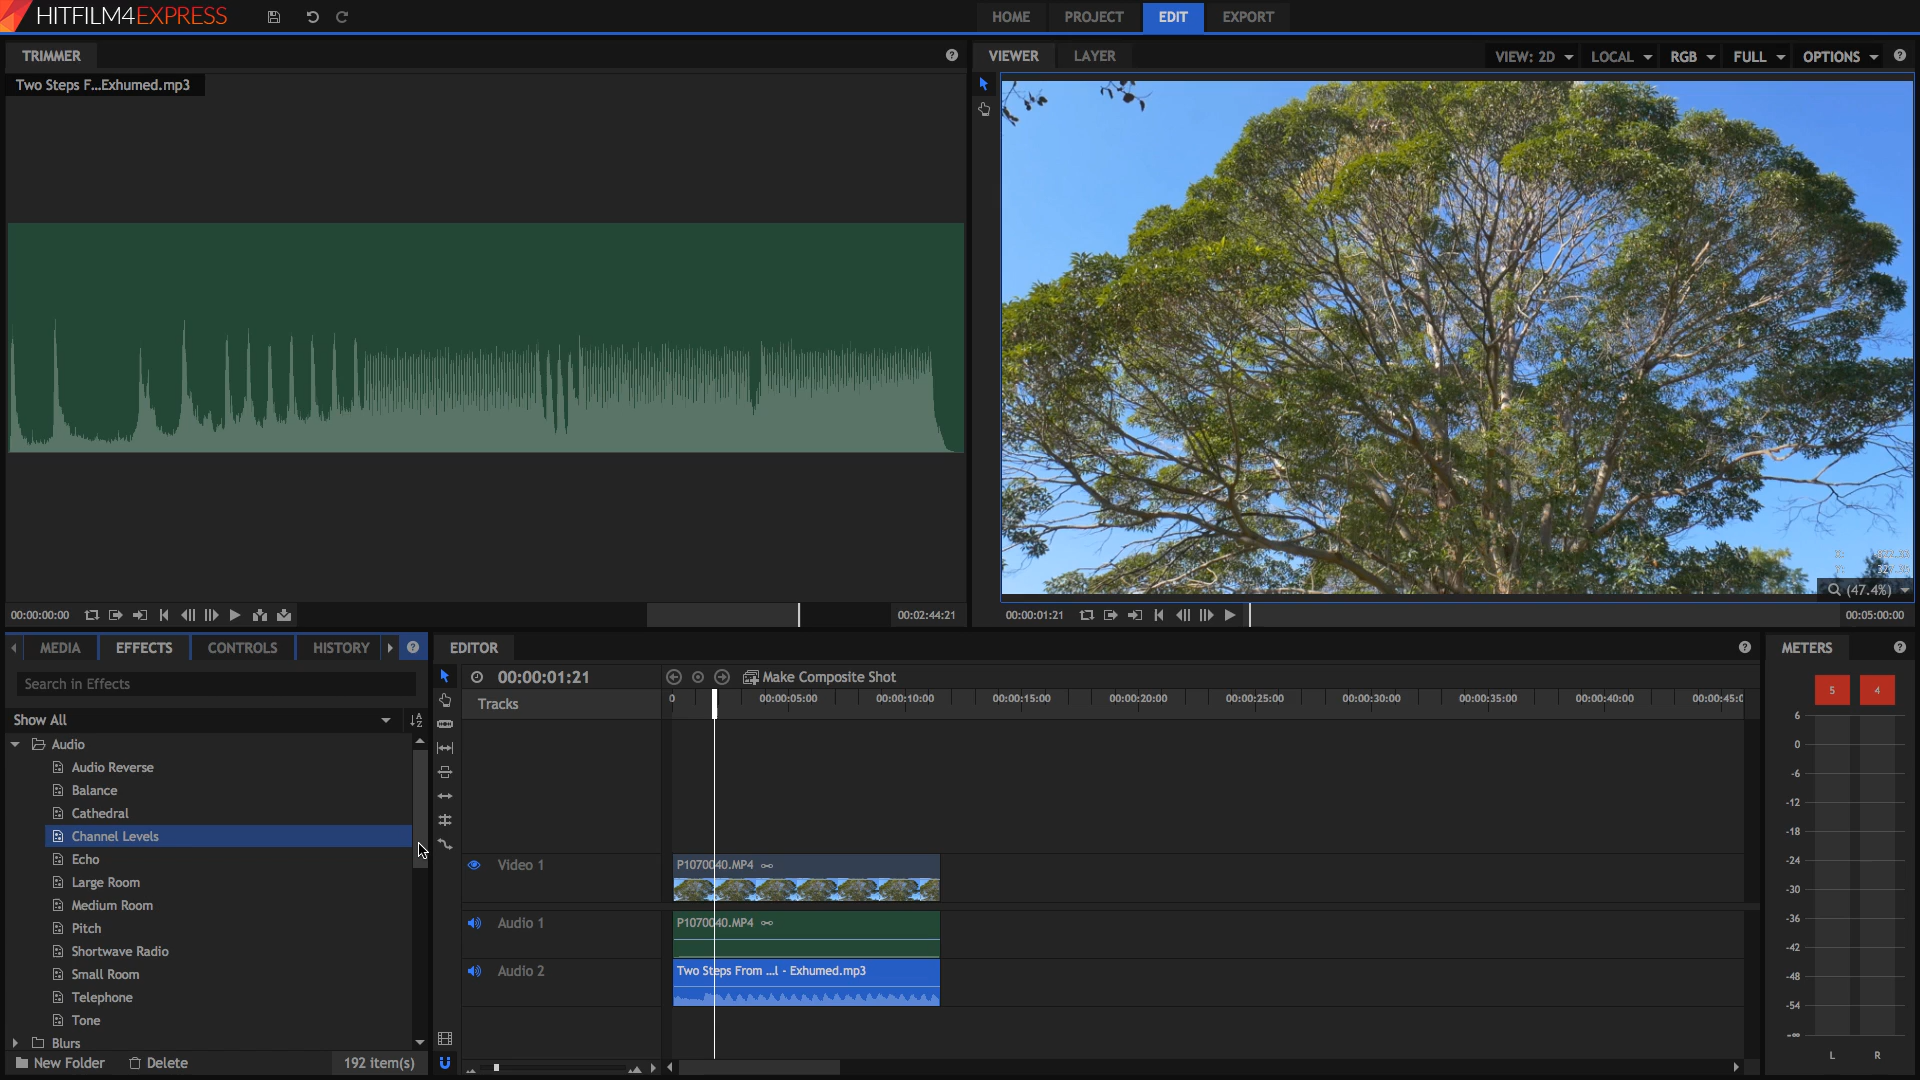 HITFILM4EXPRESS
HOME PROJECT EDIT EXPORT
TRIMMER
Two Steps F...Exhumed.mp3
VIEWER LAYER
VIEW: 2D LOCAL RGB FULL OPTIONS
(47.4%)
00:00:00:00 00:02:44:21
00:00:01:21 00:05:00:00
MEDIA EFFECTS CONTROLS HISTORY
Search in Effects
Show All
Audio
Audio Reverse
Balance
Cathedral
Channel Levels
Echo
Large Room
Medium Room
Pitch
Shortwave Radio
Small Room
Telephone
Tone
Blurs
New Folder Delete 192 item(s)
EDITOR
00:00:01:21 Make Composite Shot
Tracks
0 00:00:05:00 00:00:10:00 00:00:15:00 00:00:20:00 00:00:25:00 00:00:30:00 00:00:35:00 00:00:40:00 00:00:45:0
Video 1 P1070040.MP4
Audio 1 P1070040.MP4
Audio 2 Two Steps From ...l - Exhumed.mp3
METERS
5 4
6
0
-6
-12
-18
-24
-30
-36
-42
-48
-54
-∞
L R